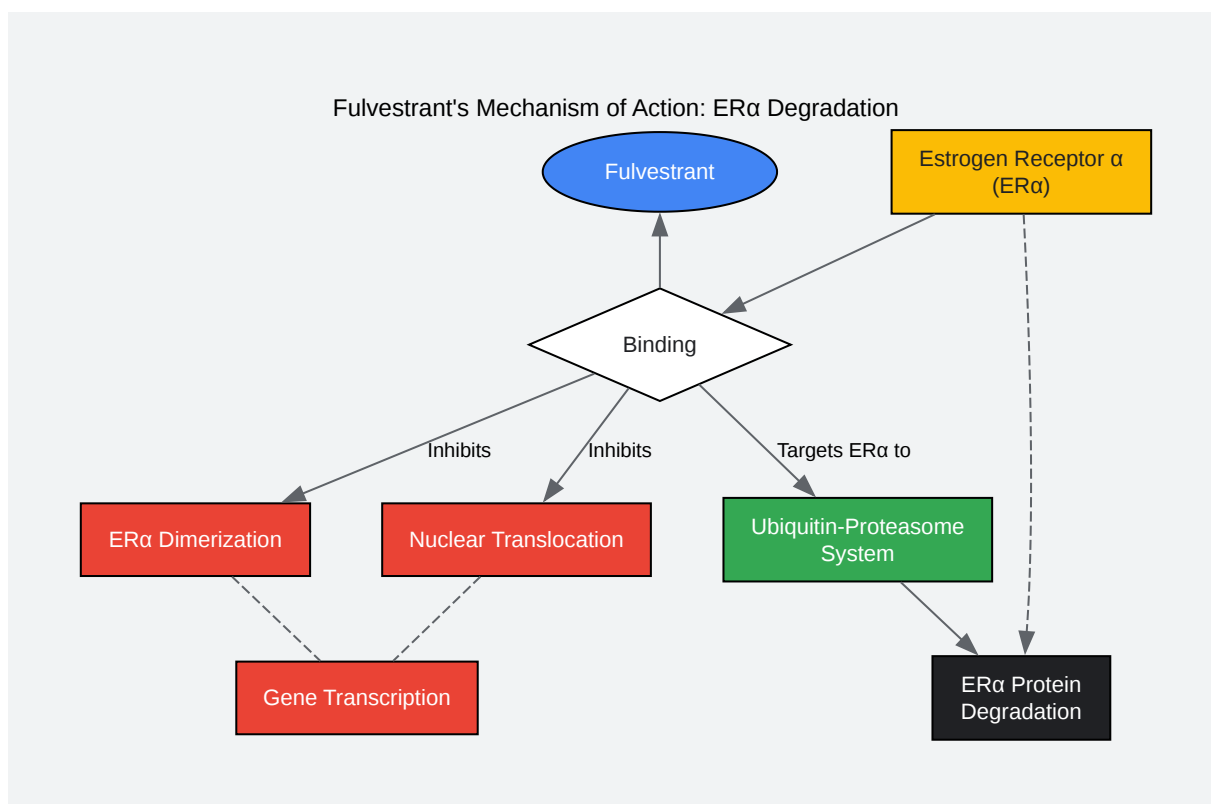 Fulvestrant's Mechanism of Action: ERα Degradation
Fulvestrant
Estrogen Receptor α
(ERα)
Binding
Inhibits
Inhibits
Targets ERα to
ERα Dimerization
Nuclear Translocation
Ubiquitin-Proteasome
System
Gene Transcription
ERα Protein
Degradation